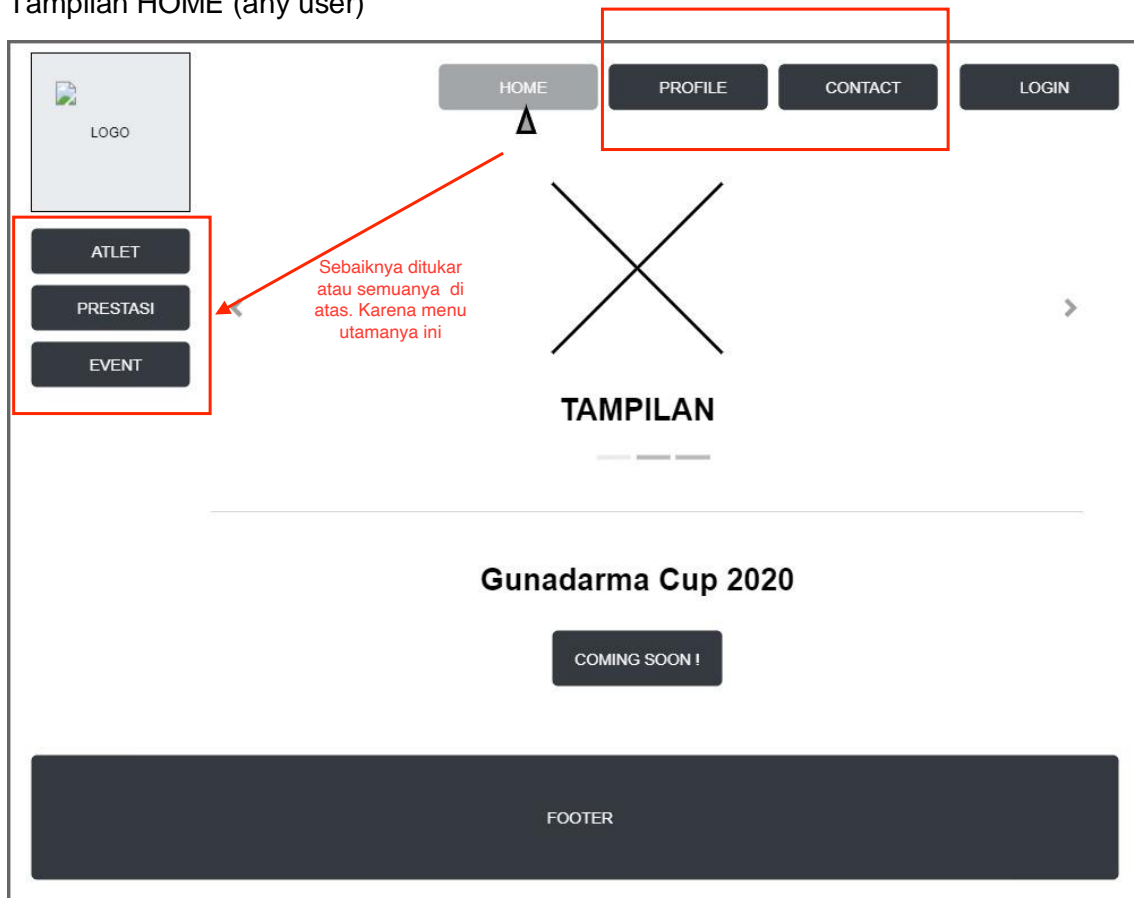 Tampilan HOME (any user)
HOME
PROFILE
CONTACT
LOGIN
LOGO
ATLET
PRESTASI
EVENT
Sebaiknya ditukar
atau semuanya di
atas. Karena menu
utamanya ini
TAMPILAN
Gunadarma Cup 2020
COMING SOON !
FOOTER